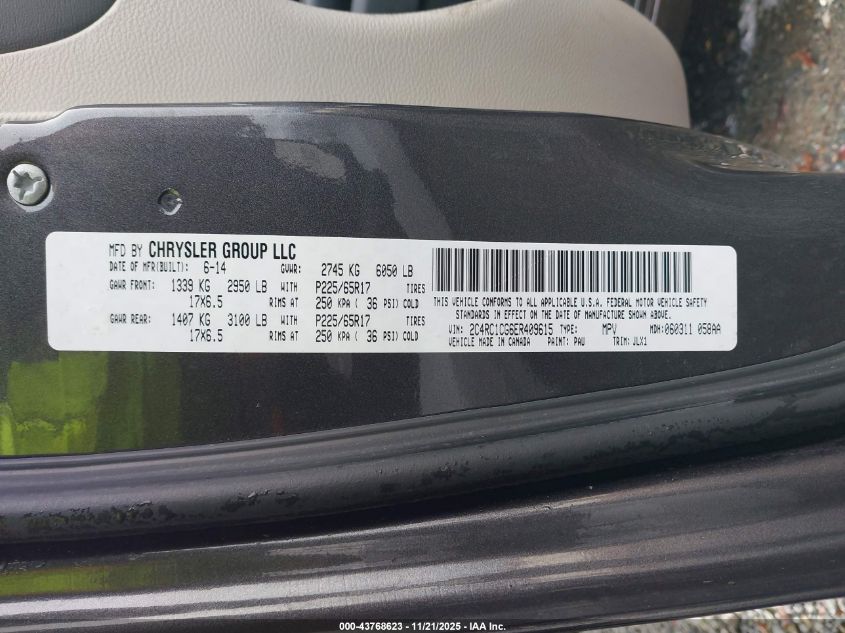 MFD BY CHRYSLER GROUP LLC
DATE OF MFR(BUILT): 6-14 GVWR: 2745 KG 6050 LB
GAWR FRONT: 1339 KG 2950 LB P225/65R17 TIRES
17X6.5 RIMS AT 250 KPA ( 36 PSI) COLD
GAWR REAR: 1407 KG 3100 LB P225/65R17 TIRES
17X6.5 RIMS AT 250 KPA ( 36 PSI) COLD
THIS VEHICLE CONFORMS TO ALL APPLICABLE U.S.A. FEDERAL MOTOR VEHICLE SAFETY
STANDARDS IN EFFECT ON THE DATE OF MANUFACTURE SHOWN ABOVE.
VIN: 2C4RC1CG6ER409615 TYPE: MPV MDH:060311 058AA
VEHICLE MADE IN CANADA PAINT: PAU TRIM: JLX1
000-43768623 — 11/21/2025 — IAA Inc.